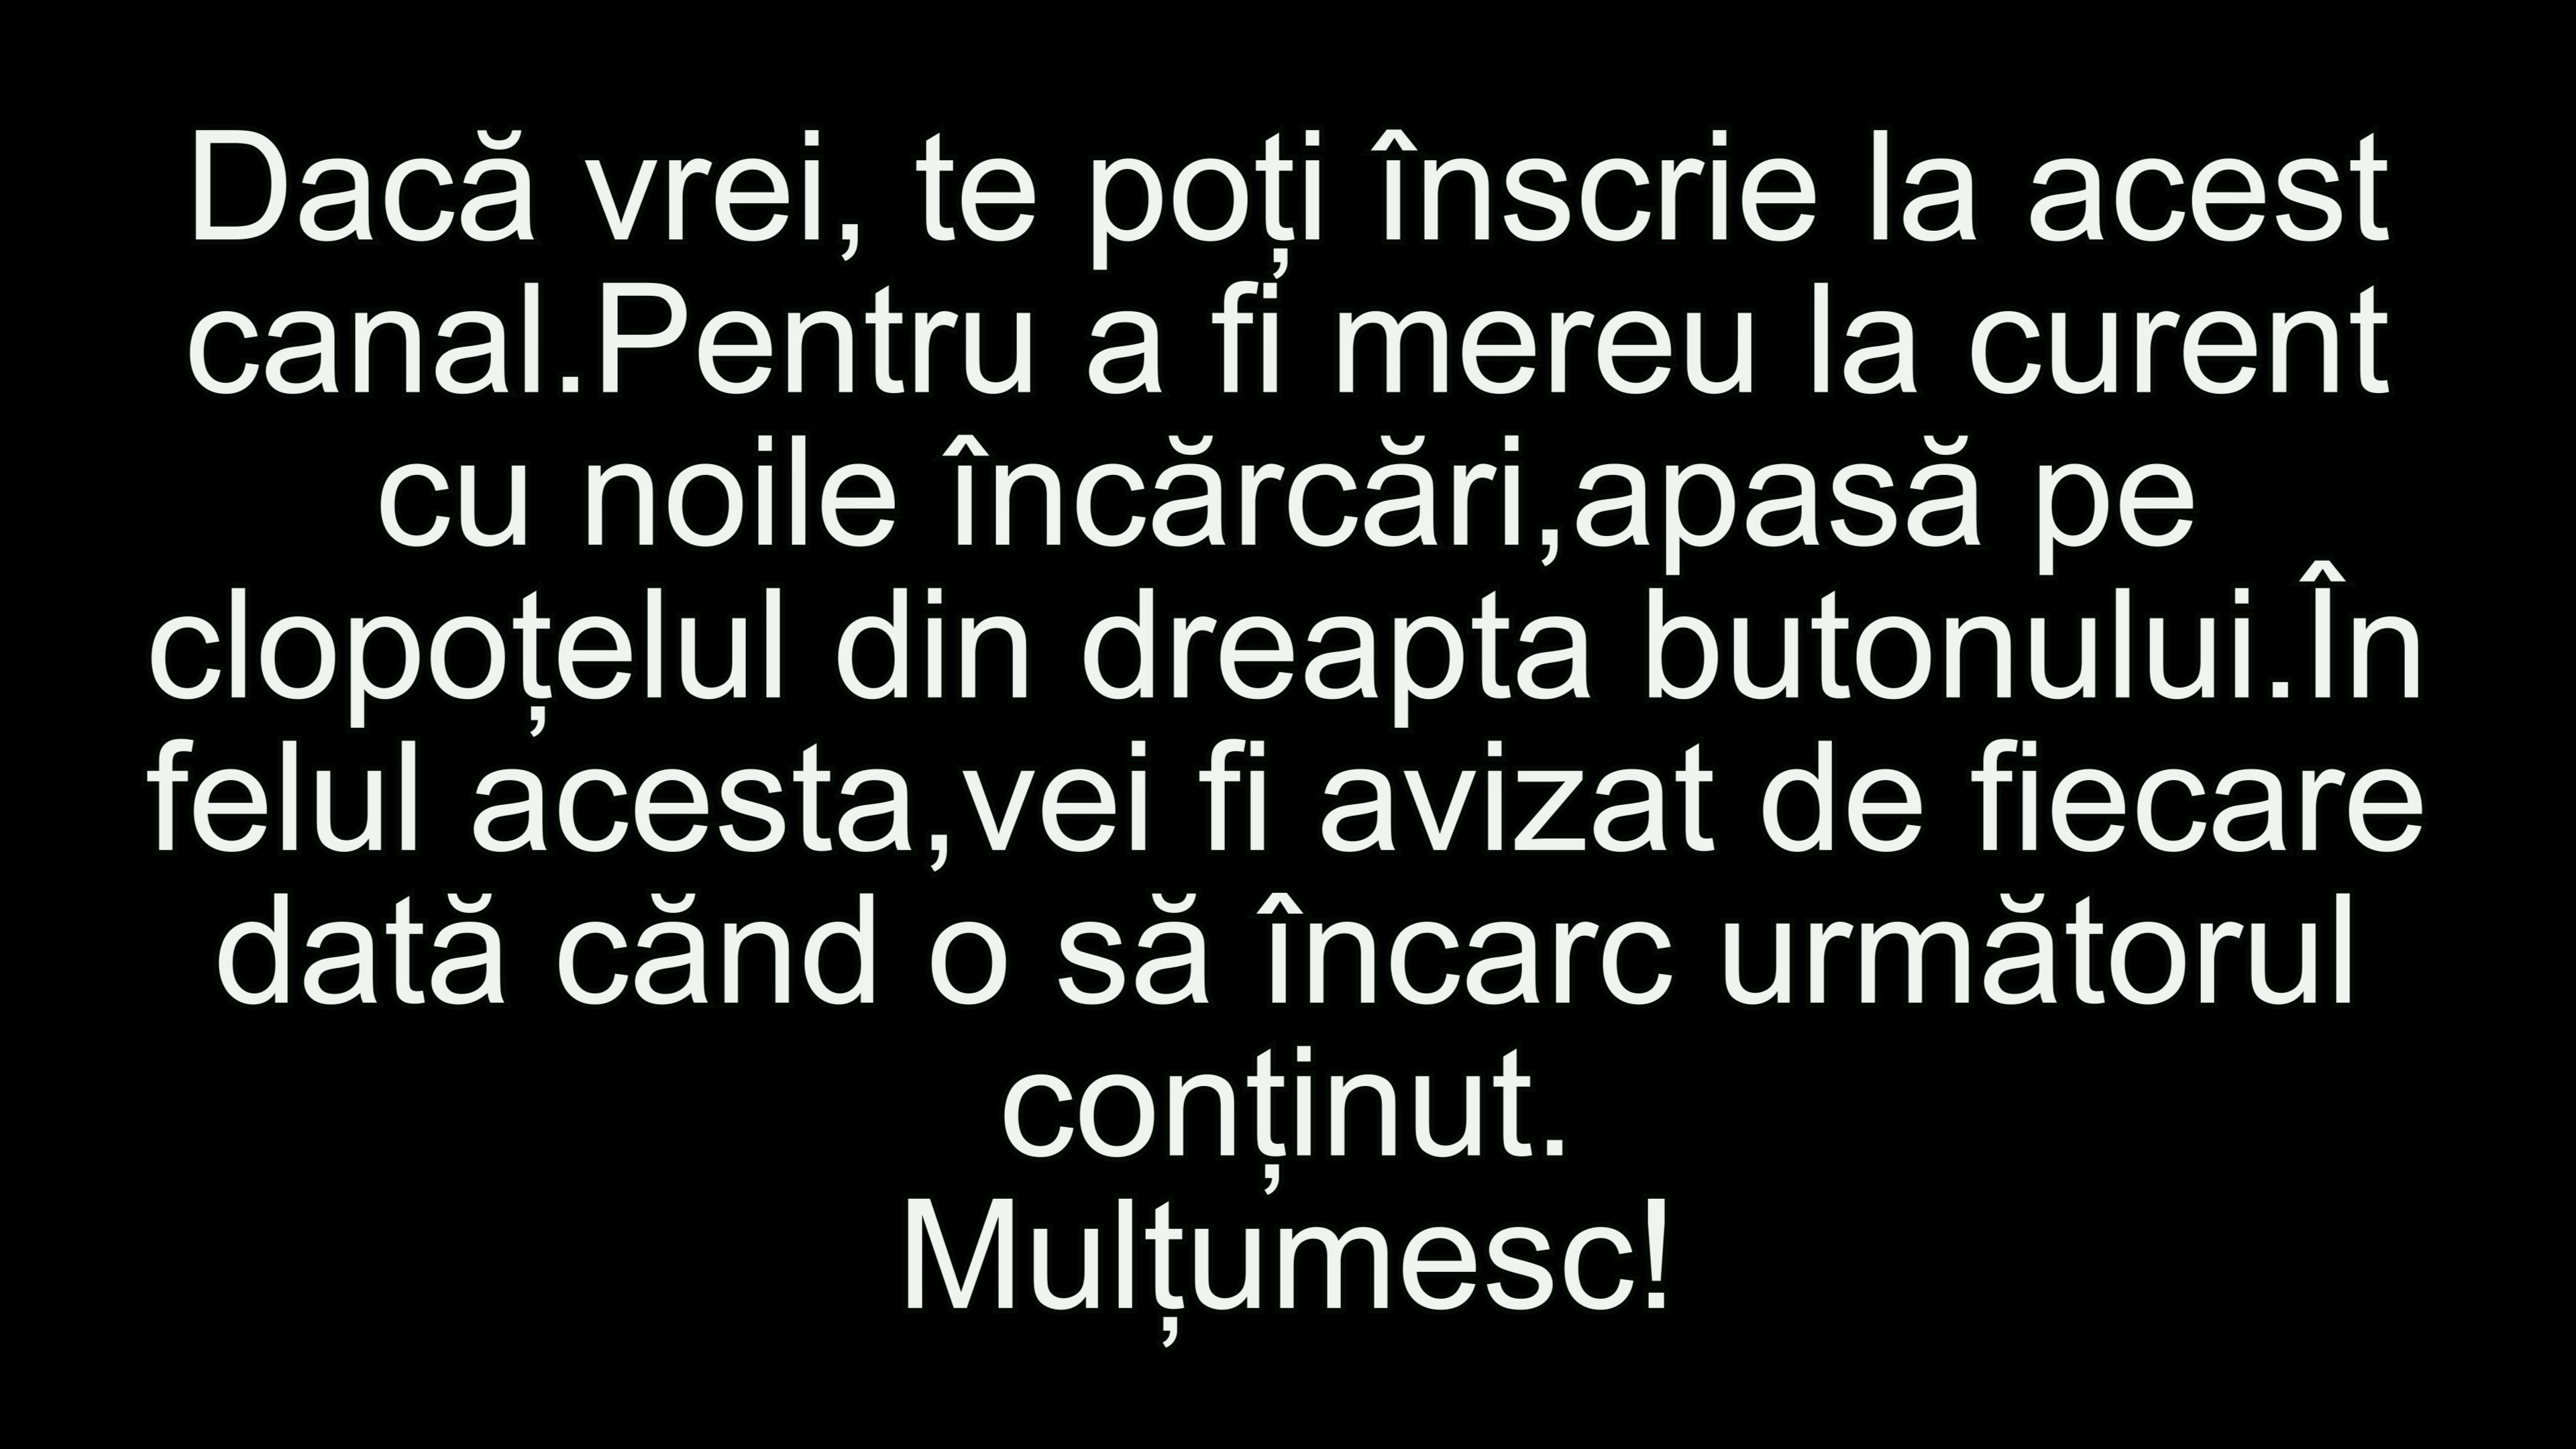 Dacă vrei, te poți înscrie la acest
canal.Pentru a fi mereu la curent
cu noile încărcări,apasă pe
clopoțelul din dreapta butonului.În
felul acesta,vei fi avizat de fiecare
dată cănd o să încarc următorul
conținut.
Mulțumesc!